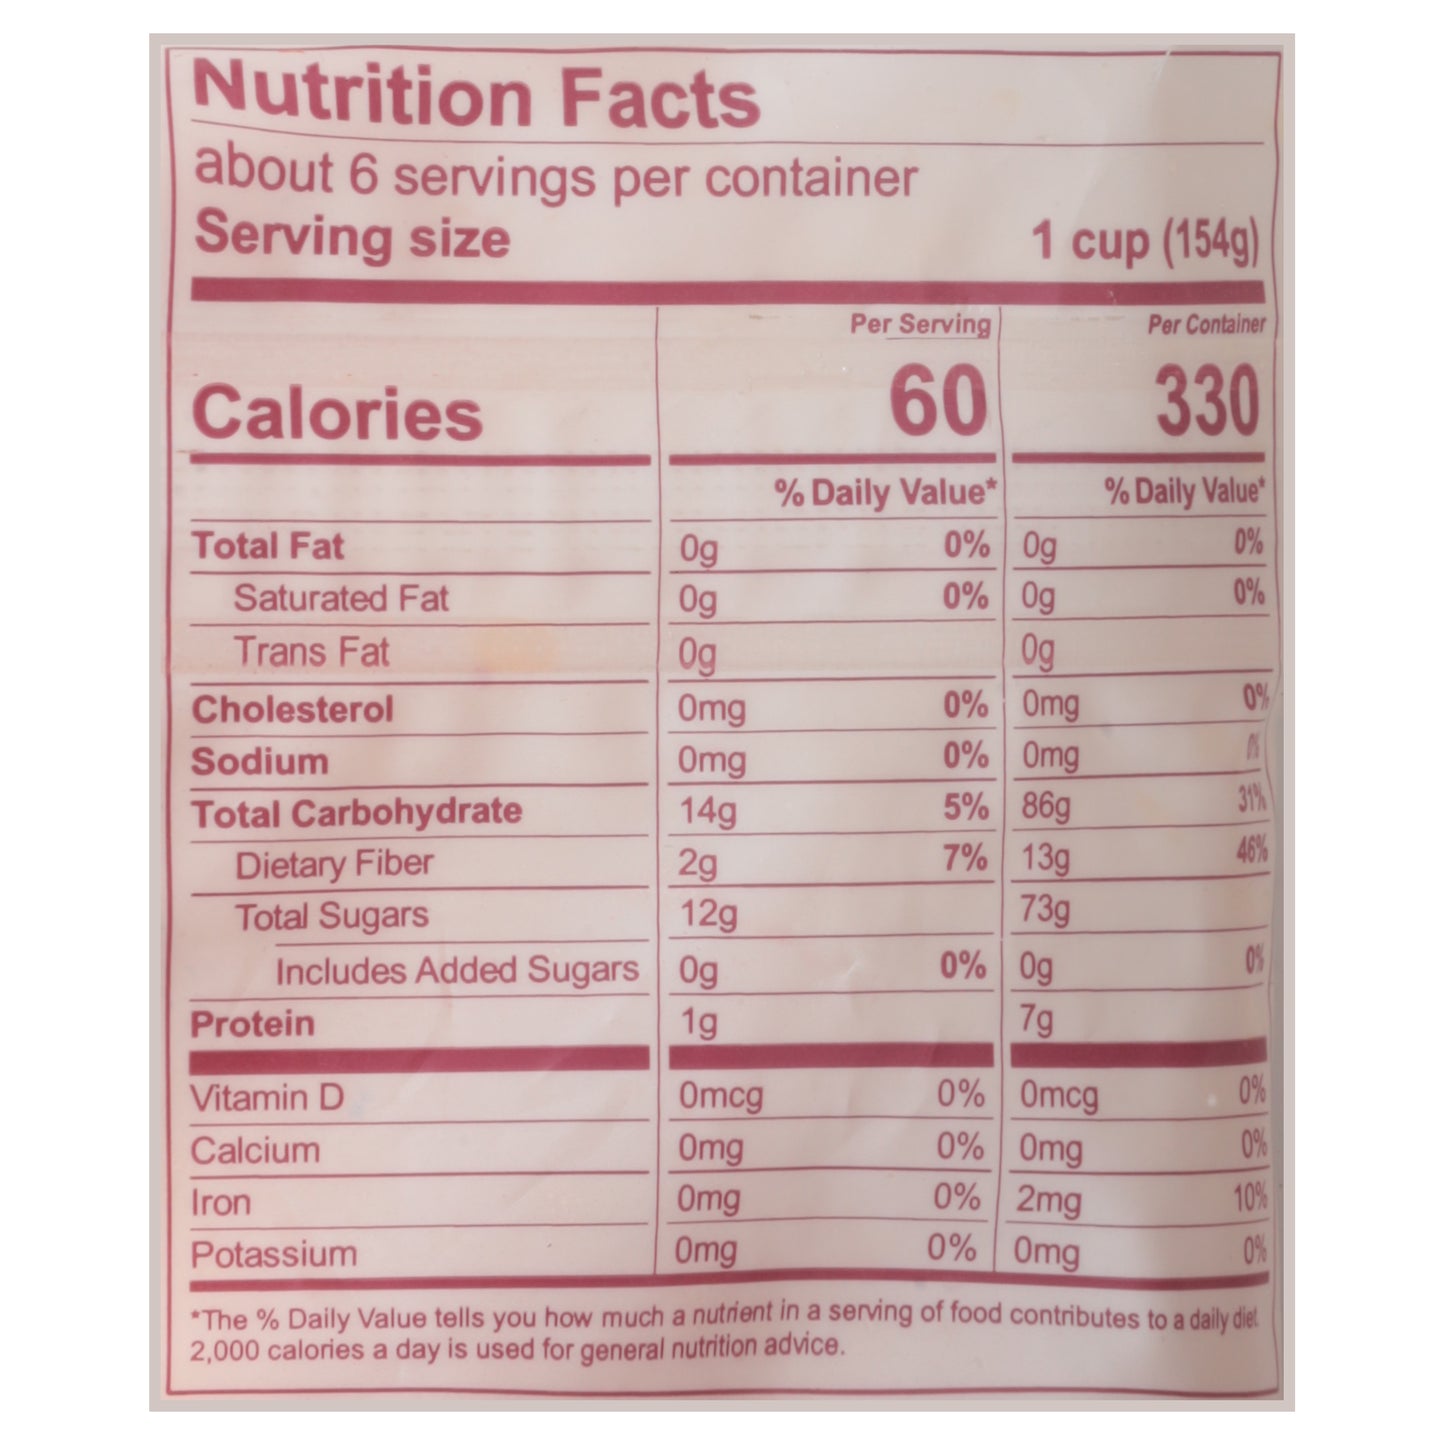 Nutrition Facts
about 6 servings per container
Serving size 1 cup (154g)
Per Serving Per Container
Calories 60 330
% Daily Value* % Daily Value*
Total Fat 0g 0% 0g 0%
Saturated Fat 0g 0% 0g 0%
Trans Fat 0g 0g
Cholesterol 0mg 0% 0mg 0%
Sodium 0mg 0% 0mg 0%
Total Carbohydrate 14g 5% 86g 31%
Dietary Fiber 2g 7% 13g 46%
Total Sugars 12g 73g
Includes Added Sugars 0g 0% 0g 0%
Protein 1g 7g
Vitamin D 0mcg 0% 0mcg 0%
Calcium 0mg 0% 0mg 0%
Iron 0mg 0% 2mg 10%
Potassium 0mg 0% 0mg 0%
*The % Daily Value tells you how much a nutrient in a serving of food contributes to a daily diet.
2,000 calories a day is used for general nutrition advice.